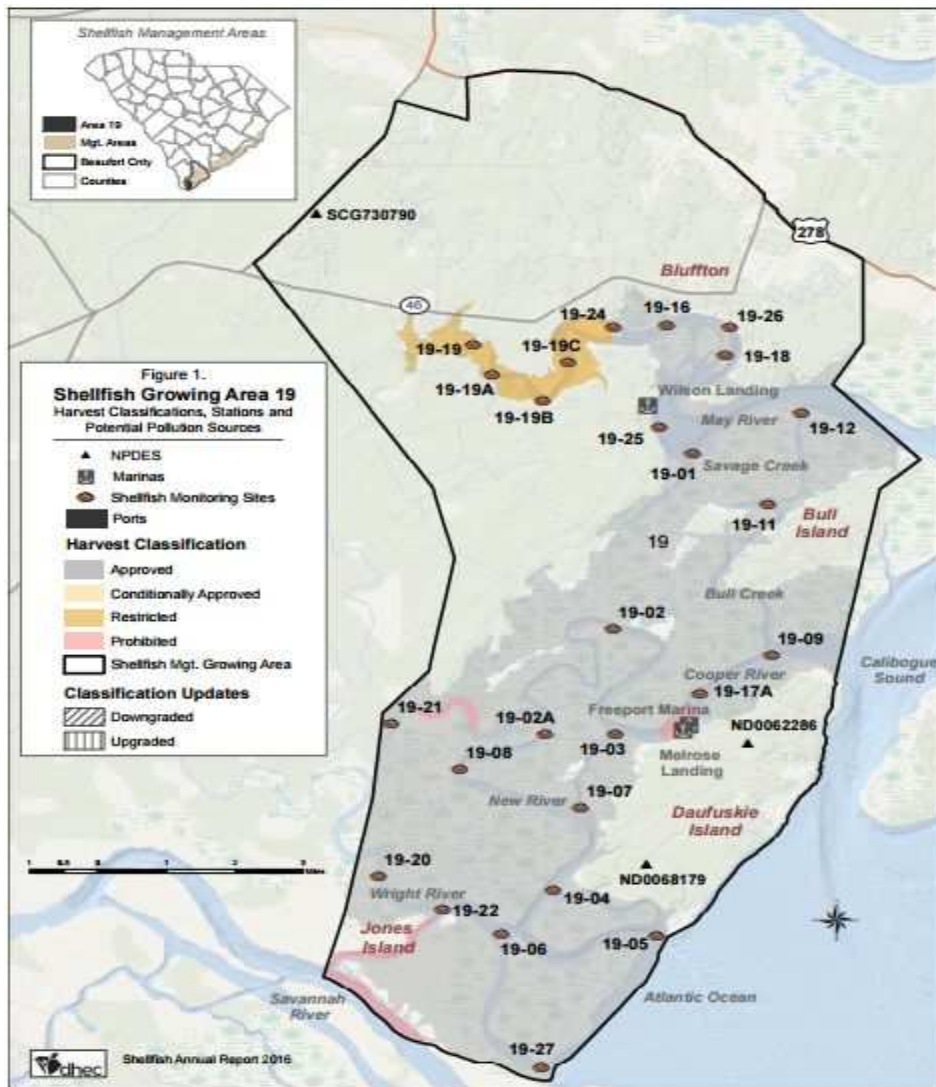 Shellfish Management Areas
Area 19
Mgt. Areas
Beaufort Cnty
Counties
SCG730790
278
Bluffton
46
19-24
19-16
19-26
19-19
19-19C
19-18
19-19A
Wilson Landing
19-19B
May River
19-12
19-25
19-01
Savage Creek
Figure 1.
Shellfish Growing Area 19
Harvest Classifications, Stations and
Potential Pollution Sources
NPDES
Marinas
Shellfish Monitoring Sites
Ports
Harvest Classification
Approved
Conditionally Approved
Restricted
Prohibited
Shellfish Mgt. Growing Area
Classification Updates
Downgraded
Upgraded
19-11
Bull
Island
19
Bull Creek
19-02
19-09
Cooper River
Calibogue
Sound
19-17A
19-21
19-02A
Freeport Marina
ND0062286
19-08
19-03
Melrose
Landing
New River
19-07
Daufuskie
Island
1 0.5 0 1 2 3
19-20
ND0068179
Wright River
19-04
19-22
Jones
Island
19-06
19-05
Savannah
River
Atlantic Ocean
19-27
dhec
Shellfish Annual Report 2016